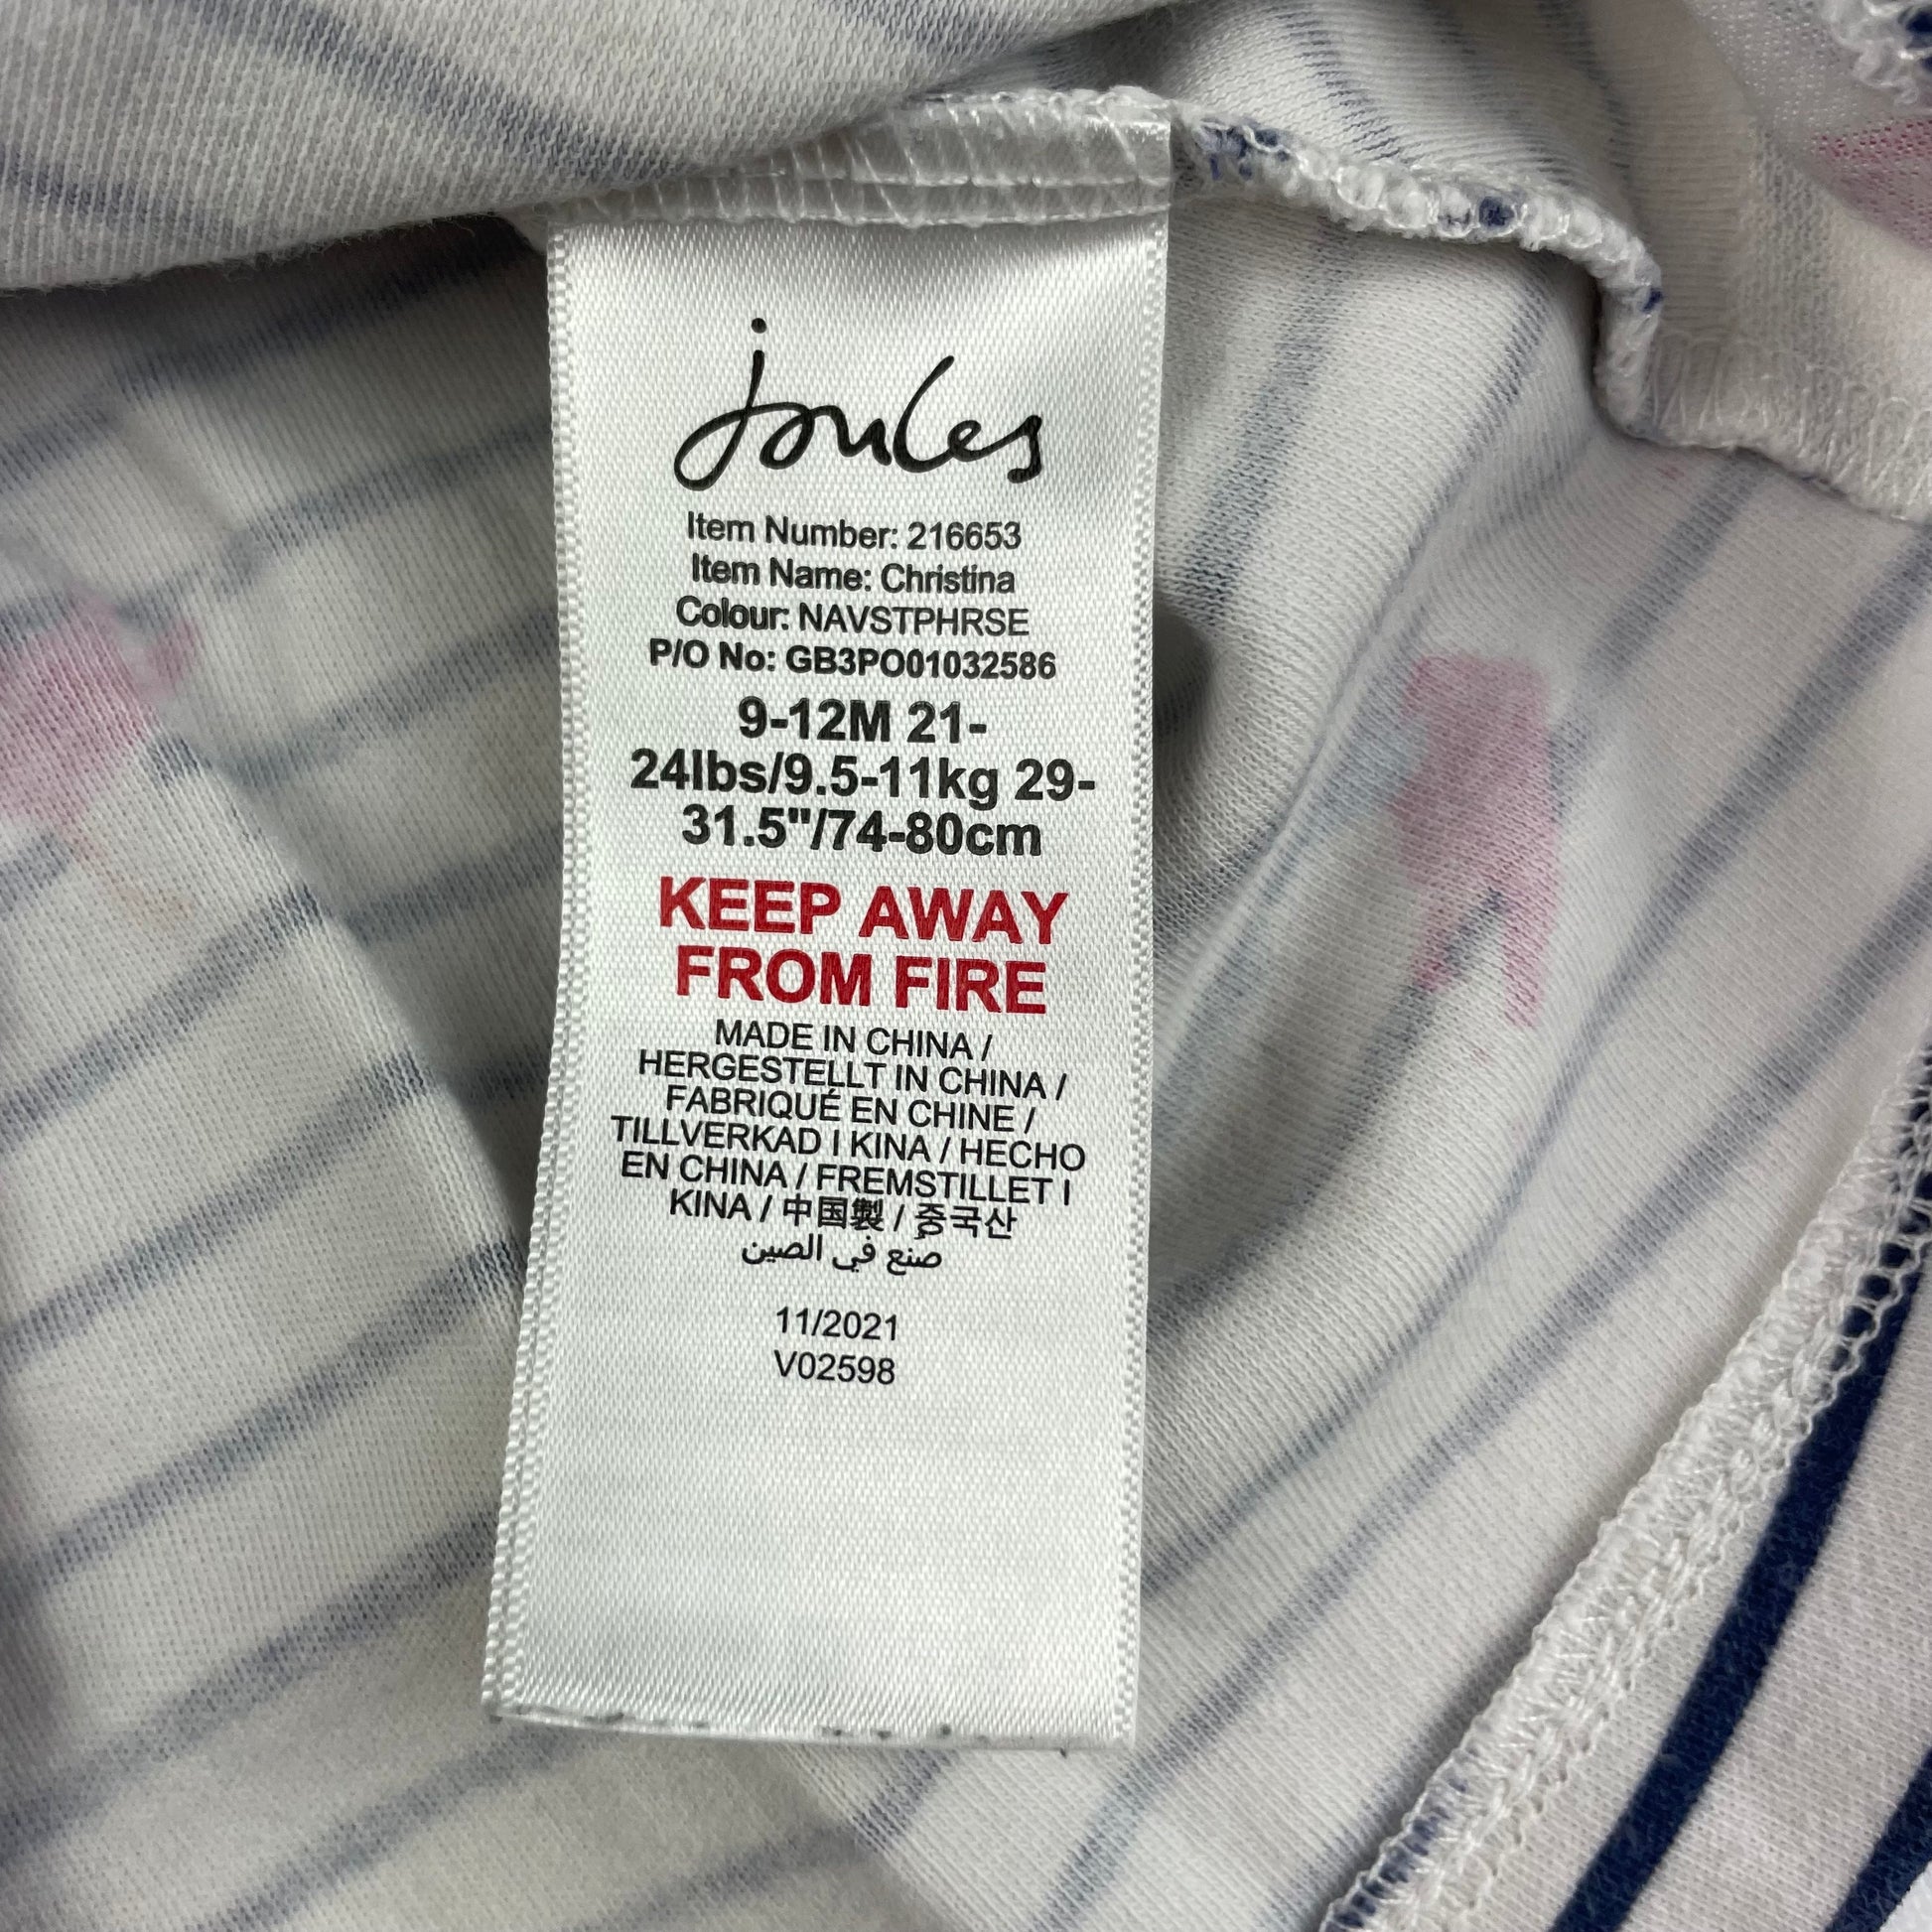 joules
Item Number: 216653
Item Name: Christina
Colour: NAVSTPHRSE
P/O No: GB3PO01032586
9-12M 21-
24lbs/9.5-11kg 29-
31.5"/74-80cm
KEEP AWAY
FROM FIRE
MADE IN CHINA /
HERGESTELLT IN CHINA /
FABRIQUÉ EN CHINE /
TILLVERKAD I KINA / HECHO
EN CHINA / FREMSTILLET I
KINA / 中国製 / 중국산
صُنع في الصين
11/2021
V02598